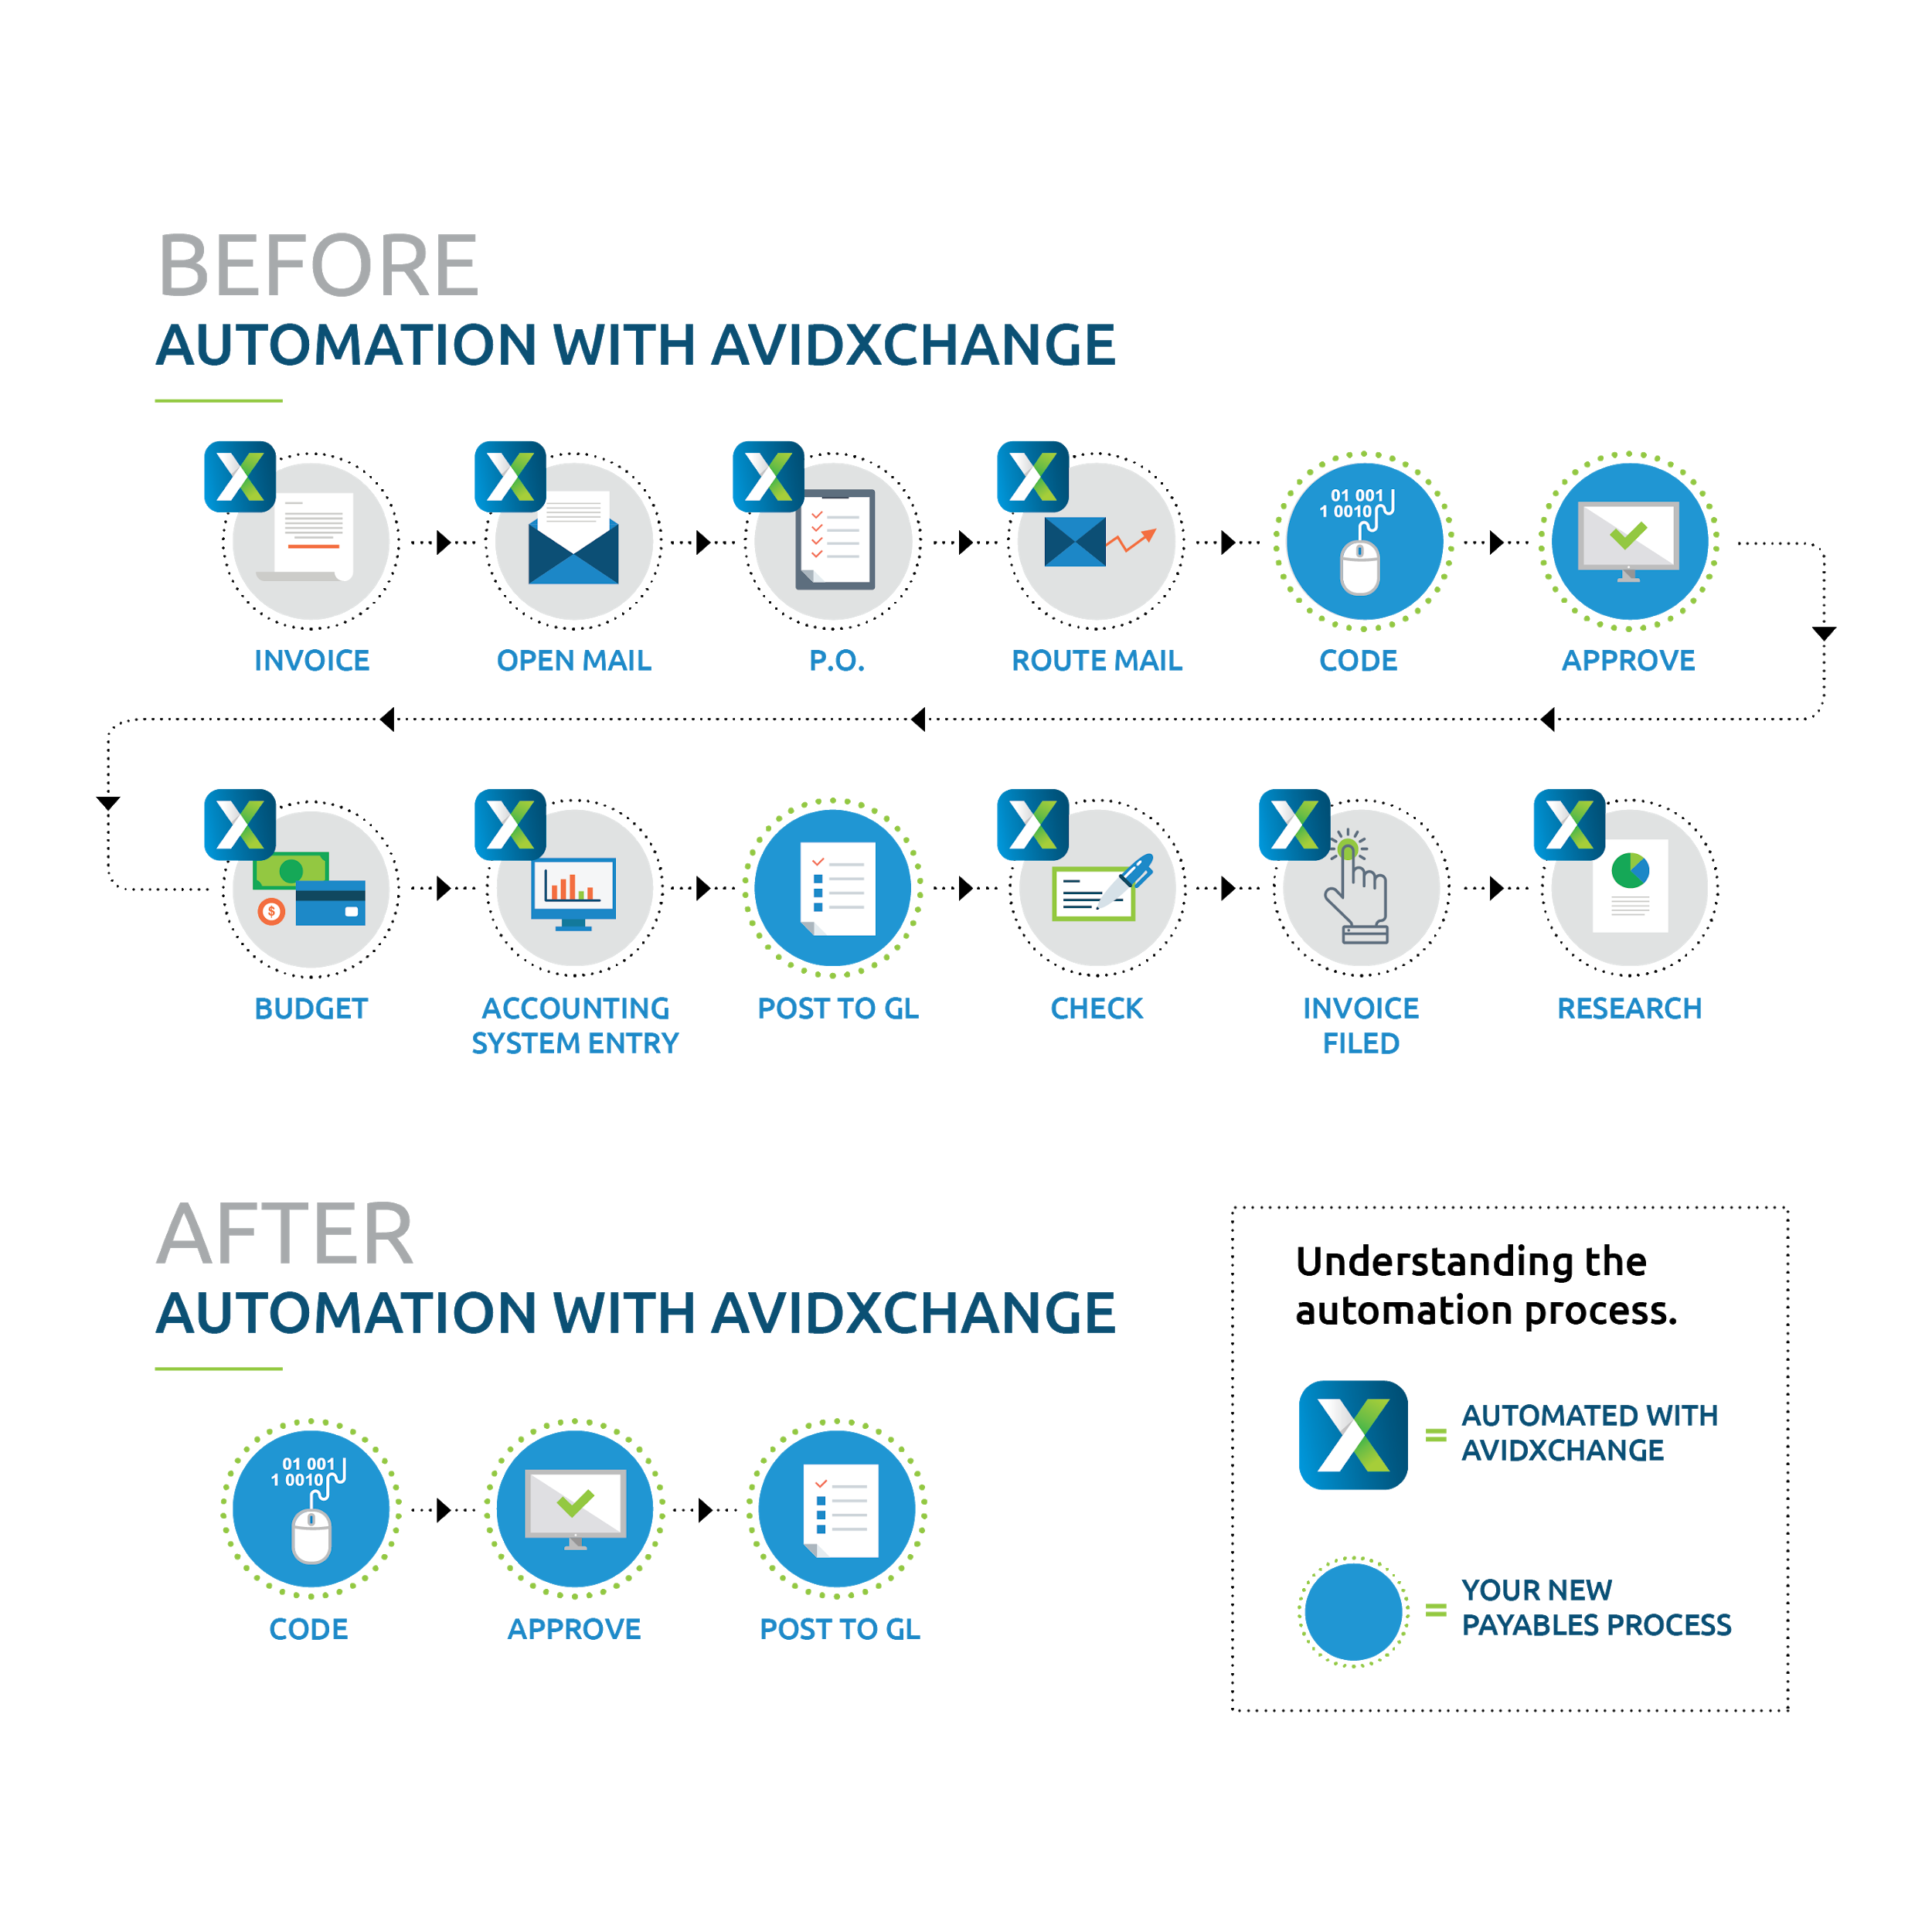 BEFORE
AUTOMATION WITH AVIDXCHANGE
INVOICE
OPEN MAIL
P.O.
ROUTE MAIL
01 001
1 0010
CODE
APPROVE
BUDGET
$
ACCOUNTING
SYSTEM ENTRY
POST TO GL
CHECK
INVOICE
FILED
RESEARCH
AFTER
AUTOMATION WITH AVIDXCHANGE
01 001
1 0010
CODE
APPROVE
POST TO GL
Understanding the
automation process.
X = AUTOMATED WITH
AVIDXCHANGE
= YOUR NEW
PAYABLES PROCESS